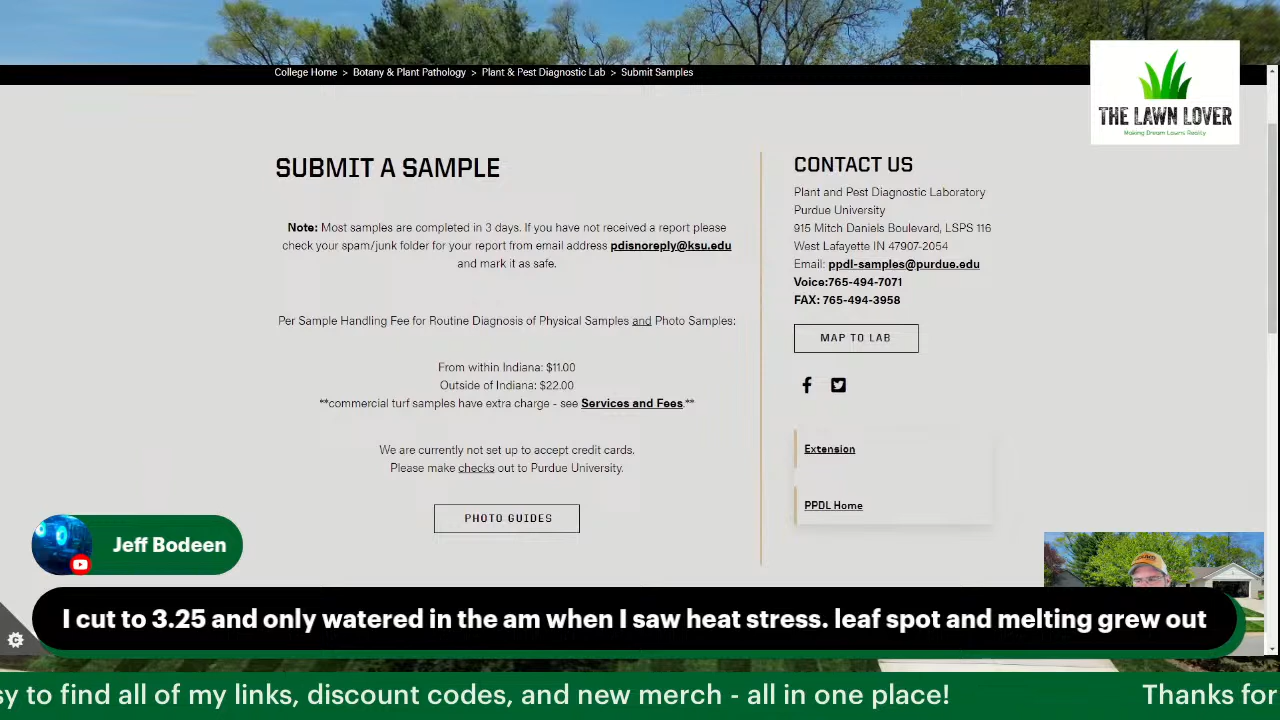 College Home > Botany & Plant Pathology > Plant & Pest Diagnostic Lab > Submit Samples
THE LAWN LOVER
Making Dream Lawns Reality
SUBMIT A SAMPLE
Note: Most samples are completed in 3 days. If you have not received a report please
check your spam/junk folder for your report from email address pdisnoreply@ksu.edu
and mark it as safe.
Per Sample Handling Fee for Routine Diagnosis of Physical Samples and Photo Samples:
From within Indiana: $11.00
Outside of Indiana: $22.00
**commercial turf samples have extra charge - see Services and Fees.**
We are currently not set up to accept credit cards.
Please make checks out to Purdue University.
PHOTO GUIDES
CONTACT US
Plant and Pest Diagnostic Laboratory
Purdue University
915 Mitch Daniels Boulevard, LSPS 116
West Lafayette IN 47907-2054
Email: ppdl-samples@purdue.edu
Voice:765-494-7071
FAX: 765-494-3958
MAP TO LAB
Extension
PPDL Home
Jeff Bodeen
I cut to 3.25 and only watered in the am when I saw heat stress. leaf spot and melting grew out
sy to find all of my links, discount codes, and new merch - all in one place! Thanks for